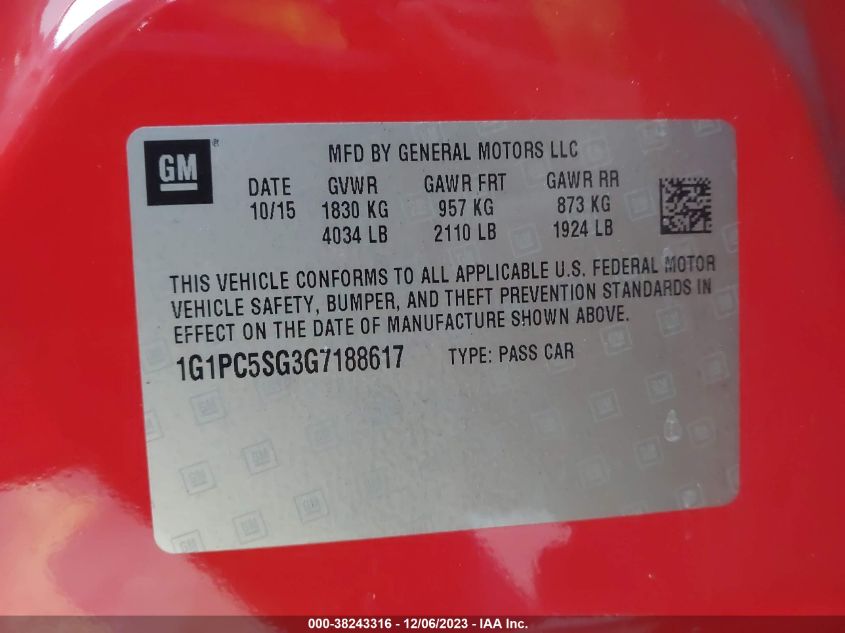 GM ® MFD BY GENERAL MOTORS LLC
DATE GVWR GAWR FRT GAWR RR
10/15 1830 KG 957 KG 873 KG
4034 LB 2110 LB 1924 LB
THIS VEHICLE CONFORMS TO ALL APPLICABLE U.S. FEDERAL MOTOR
VEHICLE SAFETY, BUMPER, AND THEFT PREVENTION STANDARDS IN
EFFECT ON THE DATE OF MANUFACTURE SHOWN ABOVE.
1G1PC5SG3G7188617 TYPE: PASS CAR
000-38243316 - 12/06/2023 - IAA Inc.